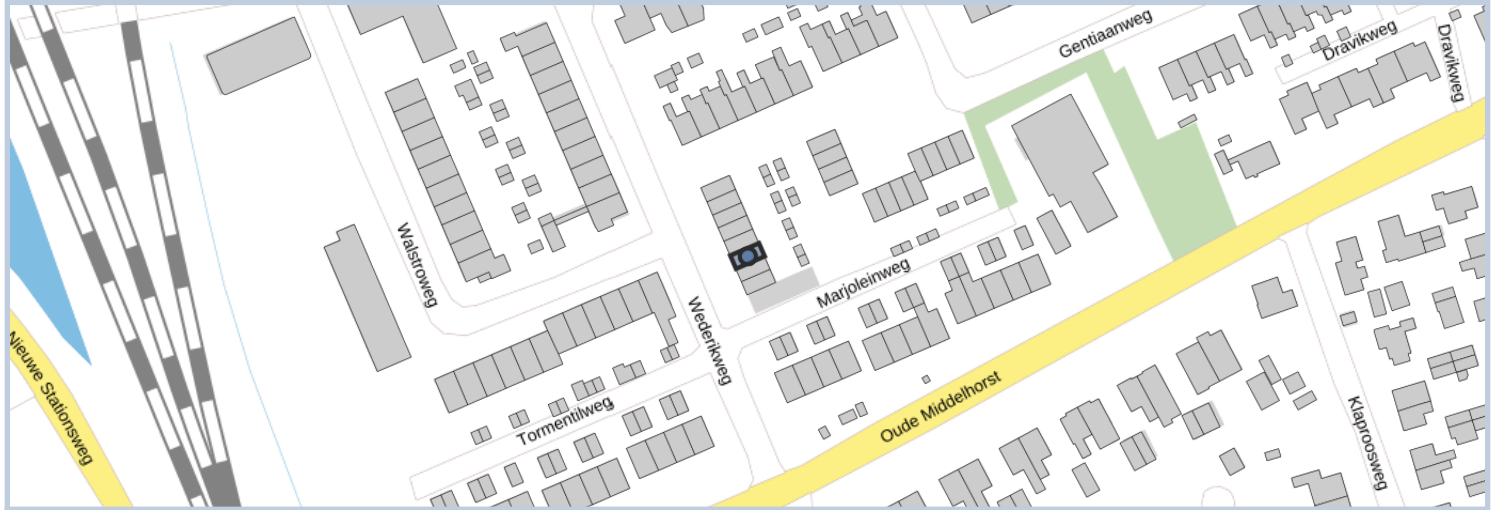 Gentiaanweg
Dravikweg
Dravikweg
Walstroweg
Marjoleinweg
Wederikweg
Nieuwe Stationsweg
Oude Middelhorst
Tormentilweg
Klaproosweg